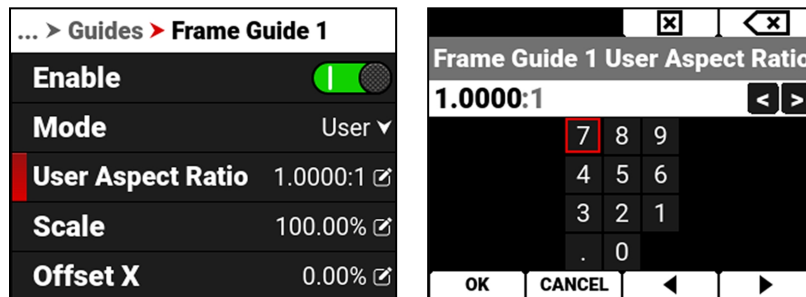 ... > Guides > Frame Guide 1
Enable
Mode User
User Aspect Ratio 1.0000:1
Scale 100.00%
Offset X 0.00%
Frame Guide 1 User Aspect Ratio
1.0000:1 < >
7 8 9
4 5 6
3 2 1
. 0
OK CANCEL